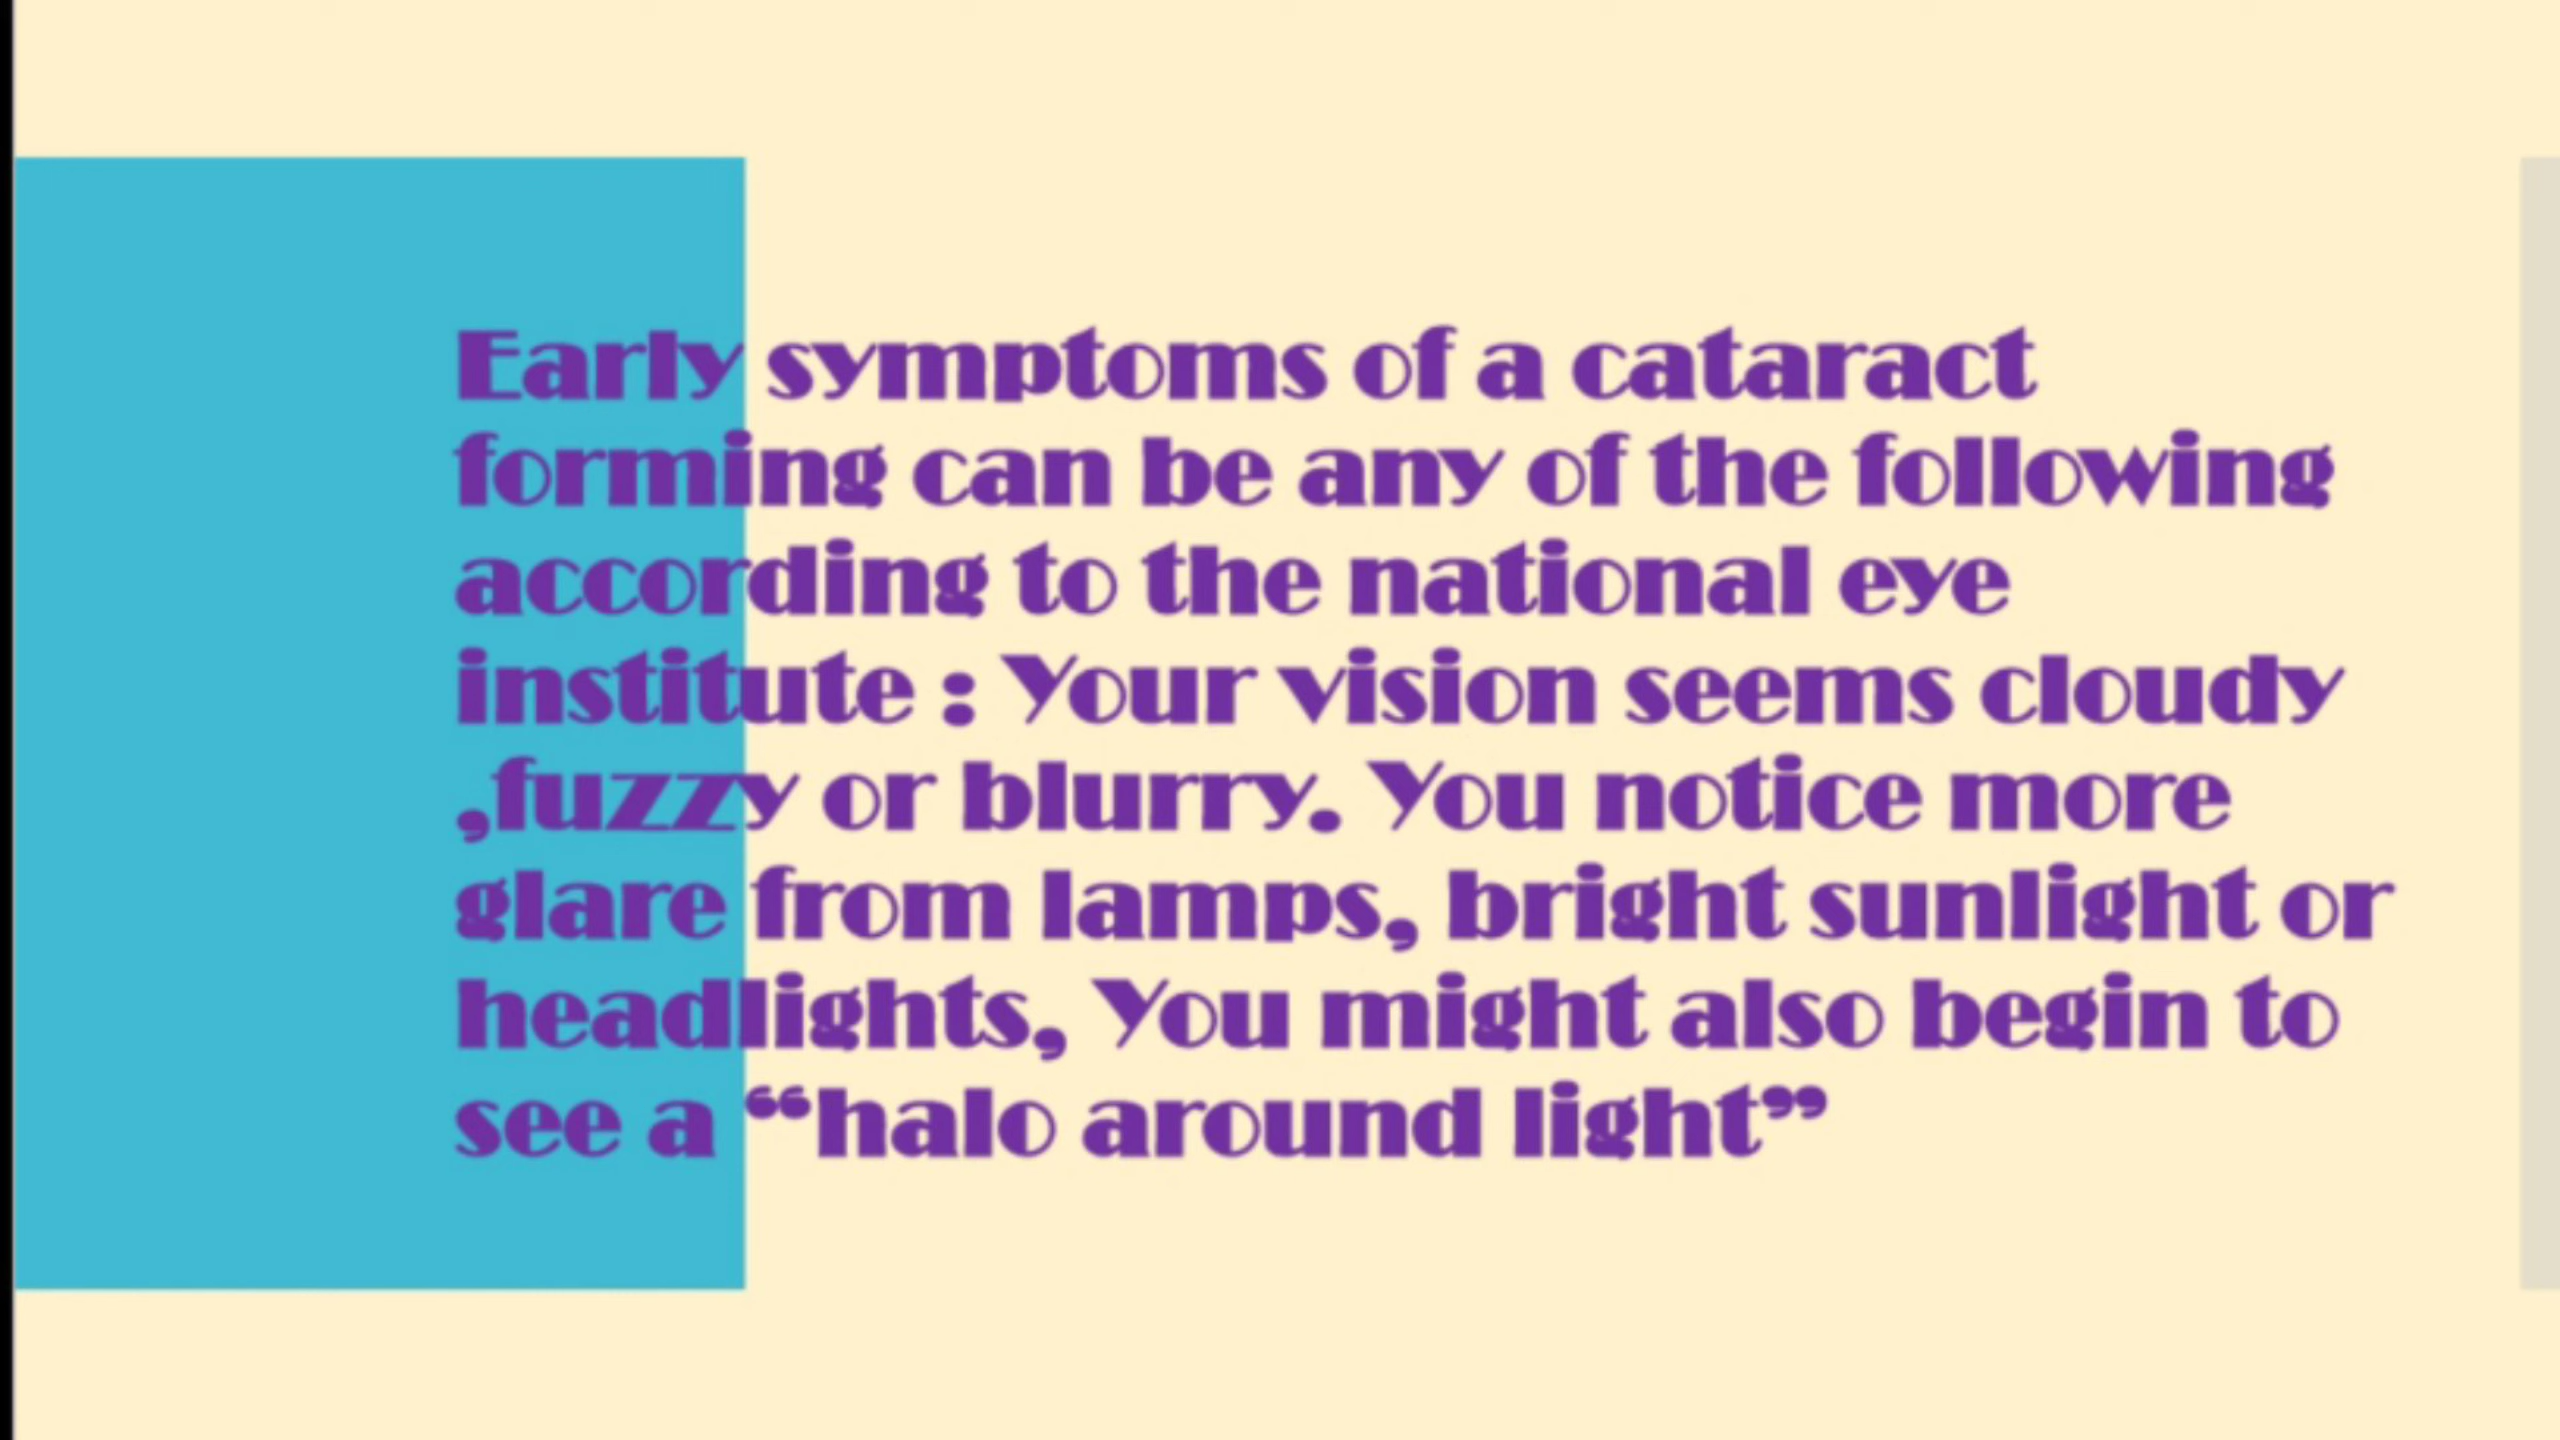 Early symptoms of a cataract
forming can be any of the following
according to the national eye
institute : Your vision seems cloudy
,fuzzy or blurry. You notice more
glare from lamps, bright sunlight or
headlights, You might also begin to
see a “halo around light”